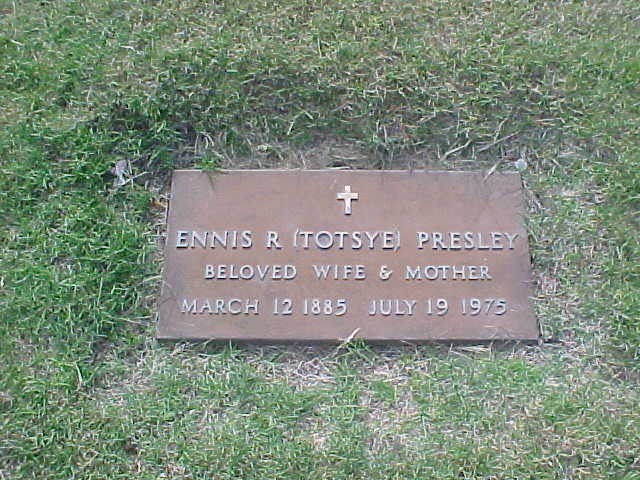 ENNIS R (TOTSYE) PRESLEY
BELOVED WIFE & MOTHER
MARCH 12 1885 JULY 19 1975